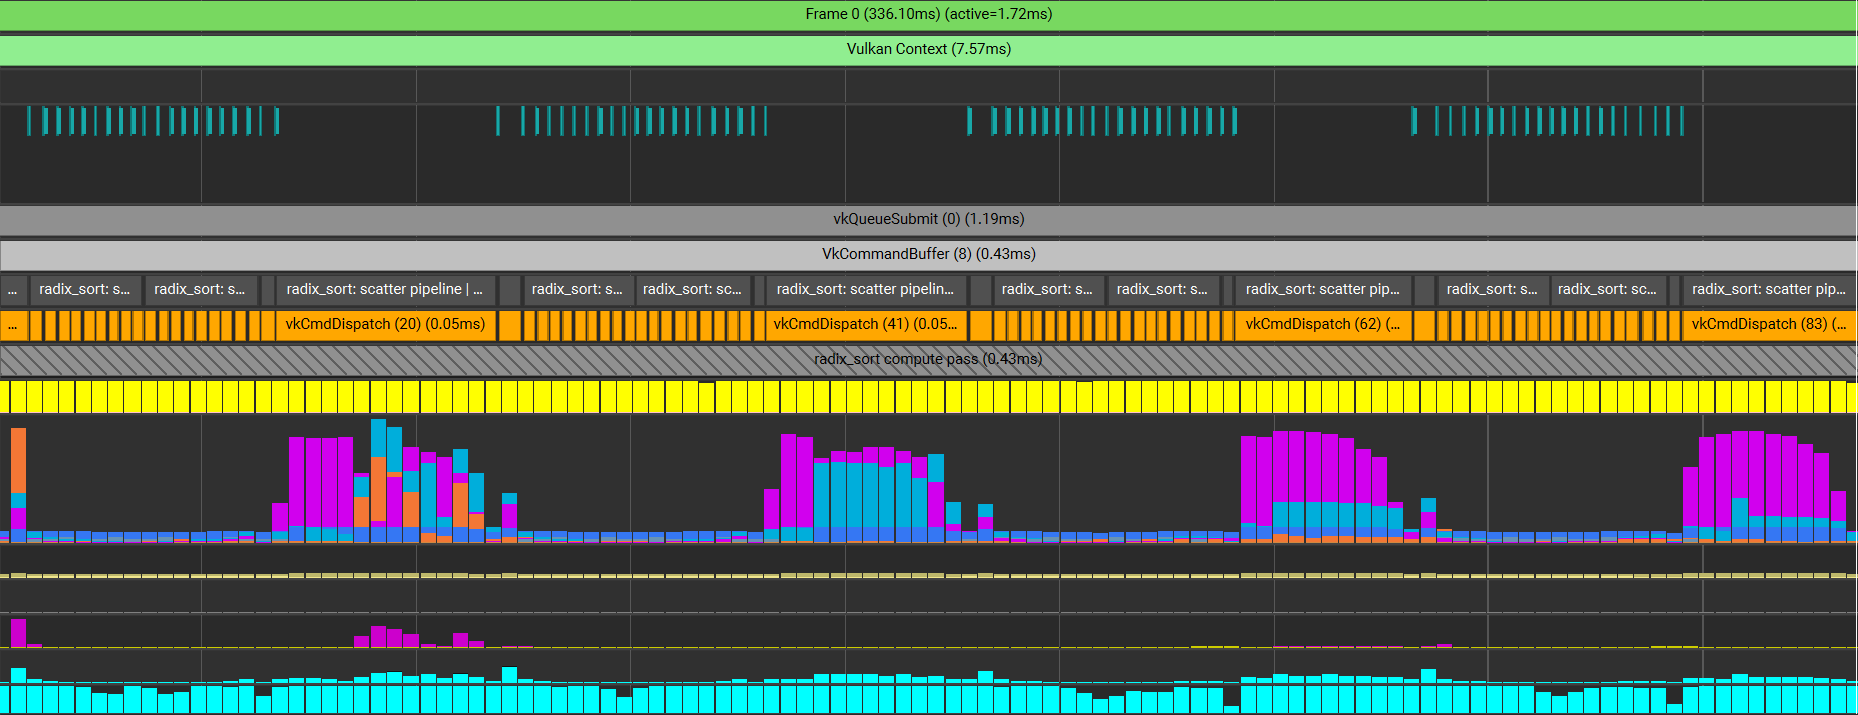 Frame 0 (336.10ms) (active=1.72ms)
Vulkan Context (7.57ms)
vkQueueSubmit (0) (1.19ms)
VkCommandBuffer (8) (0.43ms)
... radix_sort: s... radix_sort: s... radix_sort: scatter pipeline | ... radix_sort: s... radix_sort: sc... radix_sort: scatter pipelin... radix_sort: s... radix_sort: s... radix_sort: scatter pip... radix_sort: s... radix_sort: sc... radix_sort: scatter pip...
... vkCmdDispatch (20) (0.05ms) vkCmdDispatch (41) (0.05... vkCmdDispatch (62) (... vkCmdDispatch (83) (...
radix_sort compute pass (0.43ms)